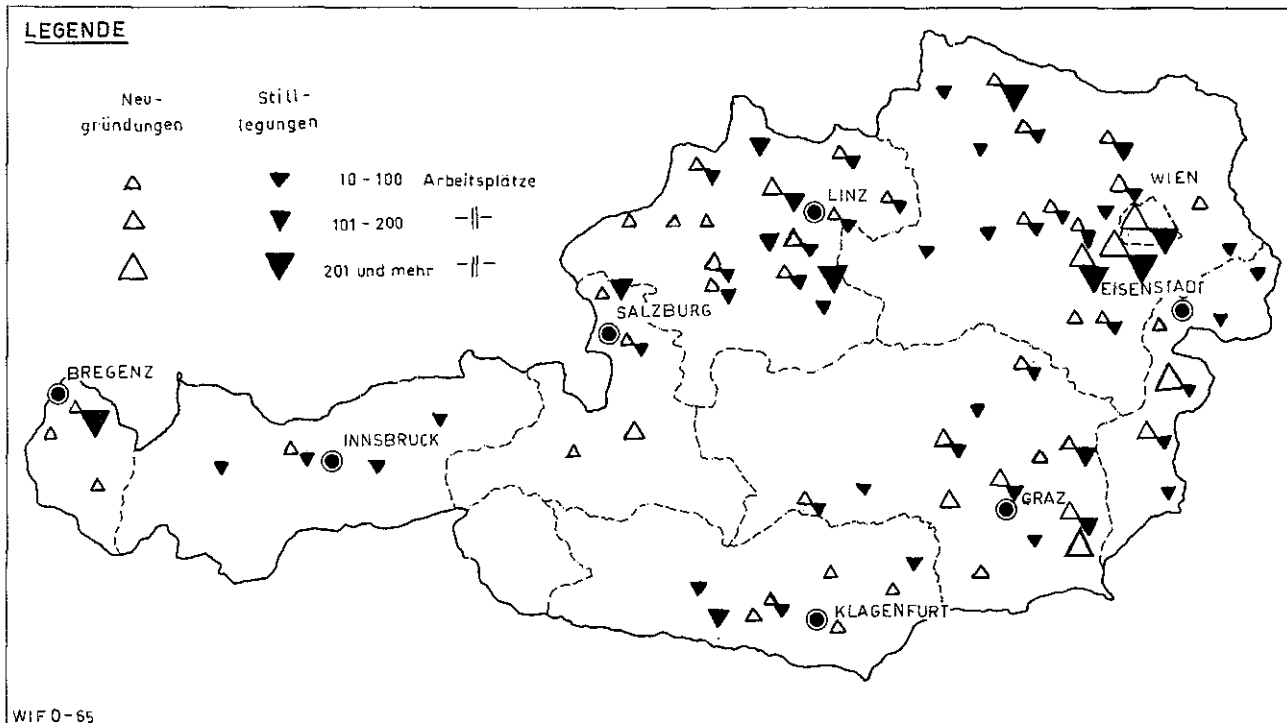 LEGENDE
Neu- Still-
gründungen legungen
10-100 Arbeitsplätze
101-200 -||-
201 und mehr -||-
WIEN
LINZ
EISENSTADT
SALZBURG
BREGENZ
INNSBRUCK
GRAZ
KLAGENFURT
WIFO-65